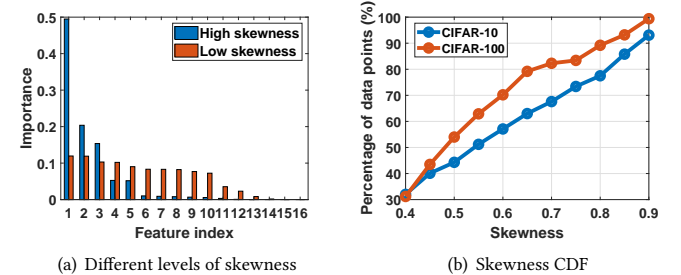 0.5
0.4
0.3
0.2
0.1
0
Importance
High skewness
Low skewness
1 2 3 4 5 6 7 8 9 10 11 12 13 14 15 16
Feature index
(a) Different levels of skewness
100
90
80
70
60
50
40
30
Percentage of data points (%)
CIFAR-10
CIFAR-100
0.4 0.5 0.6 0.7 0.8 0.9
Skewness
(b) Skewness CDF